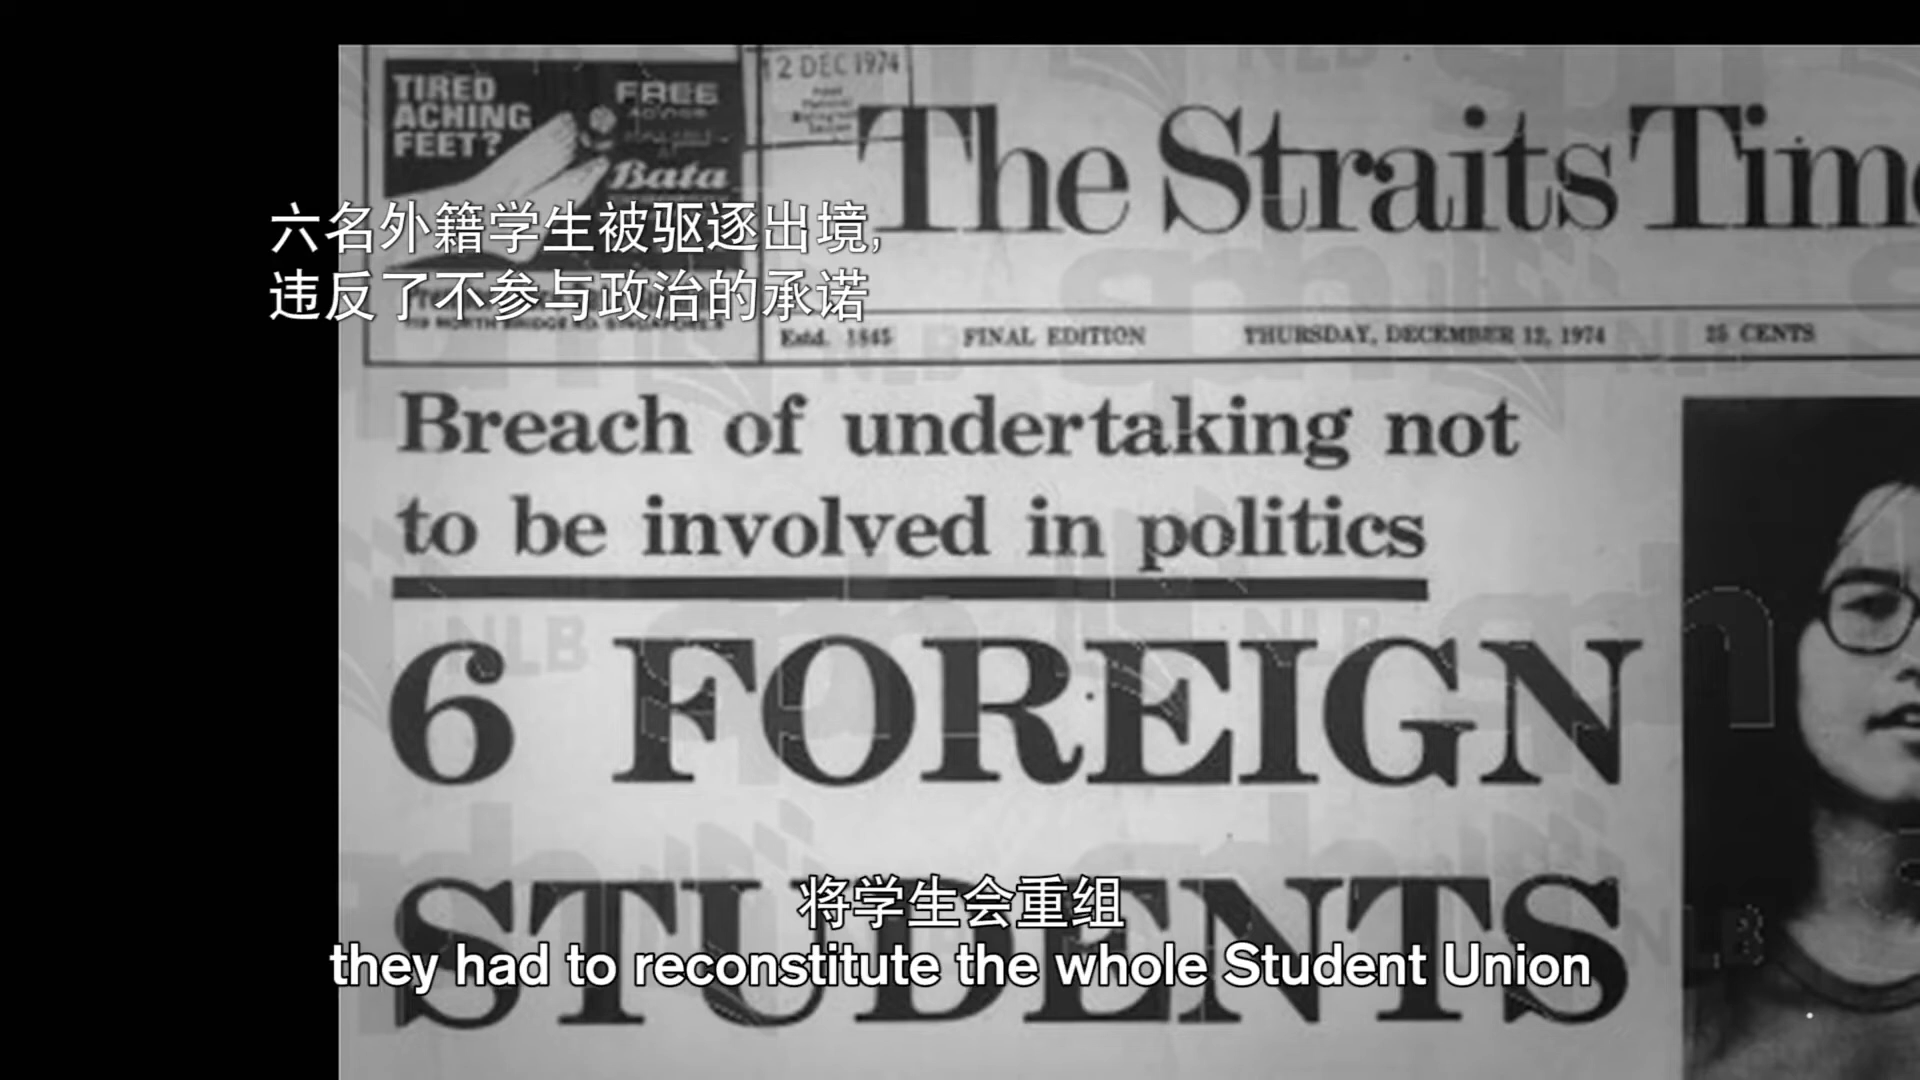 TIRED
ACHING
FEET?
FREE
Bata
12 DEC 1974
The Straits Tim
六名外籍学生被驱逐出境,
违反了不参与政治的承诺
Estd. 1845 FINAL EDITION THURSDAY, DECEMBER 12, 1974 25 CENTS
Breach of undertaking not
to be involved in politics
6 FOREIGN
STUDENTS
将学生会重组
they had to reconstitute the whole Student Union